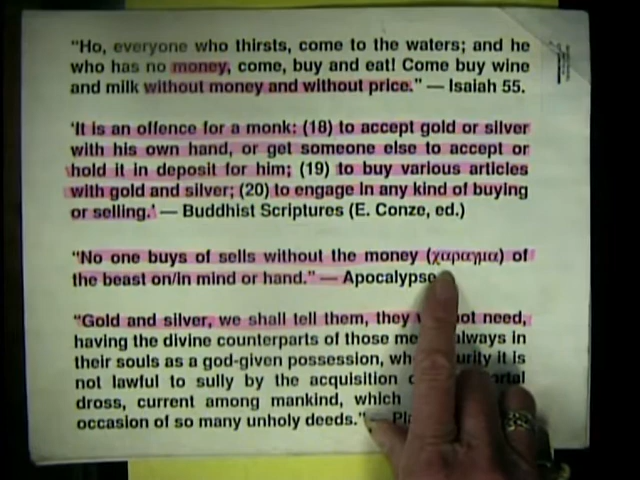 “Ho, everyone who thirsts, come to the waters; and he
who has no money, come, buy and eat! Come buy wine
and milk without money and without price.” — Isaiah 55.
‘It is an offence for a monk: (18) to accept gold or silver
with his own hand, or get someone else to accept or
hold it in deposit for him; (19) to buy various articles
with gold and silver; (20) to engage in any kind of buying
or selling.’ — Buddhist Scriptures (E. Conze, ed.)
“No one buys of sells without the money (χαραγμα) of
the beast on/in mind or hand.” — Apocalypse
“Gold and silver, we shall tell them, they not need,
having the divine counterparts of those always in
their souls as a god-given possession, it is
not lawful to sully by the acquisition
dross, current among mankind, which
occasion of so many unholy deeds.” —